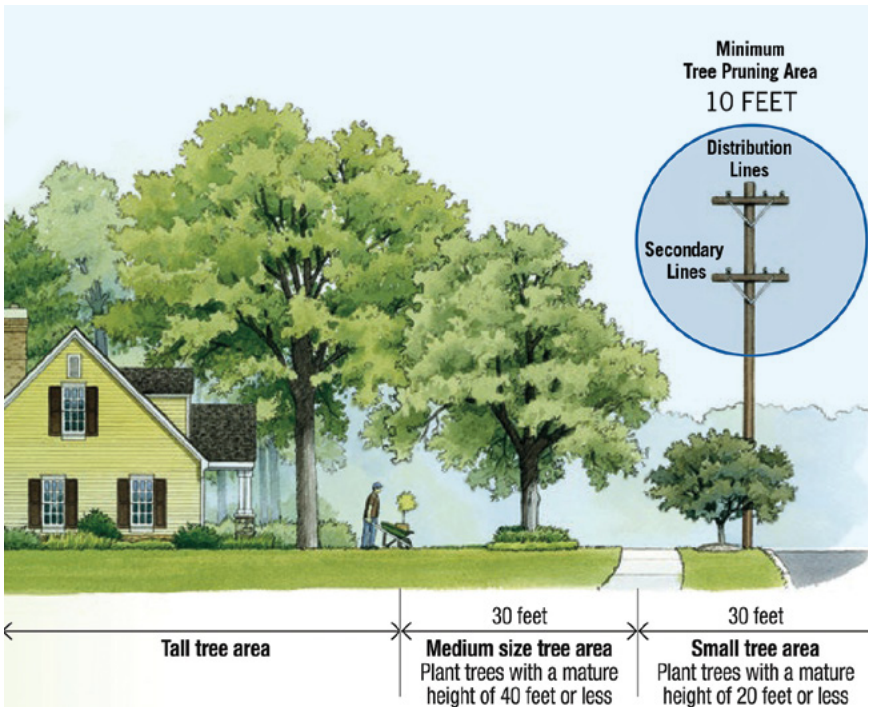 Minimum
Tree Pruning Area
10 FEET
Distribution
Lines
Secondary
Lines
Tall tree area
30 feet
Medium size tree area
Plant trees with a mature
height of 40 feet or less
30 feet
Small tree area
Plant trees with a mature
height of 20 feet or less